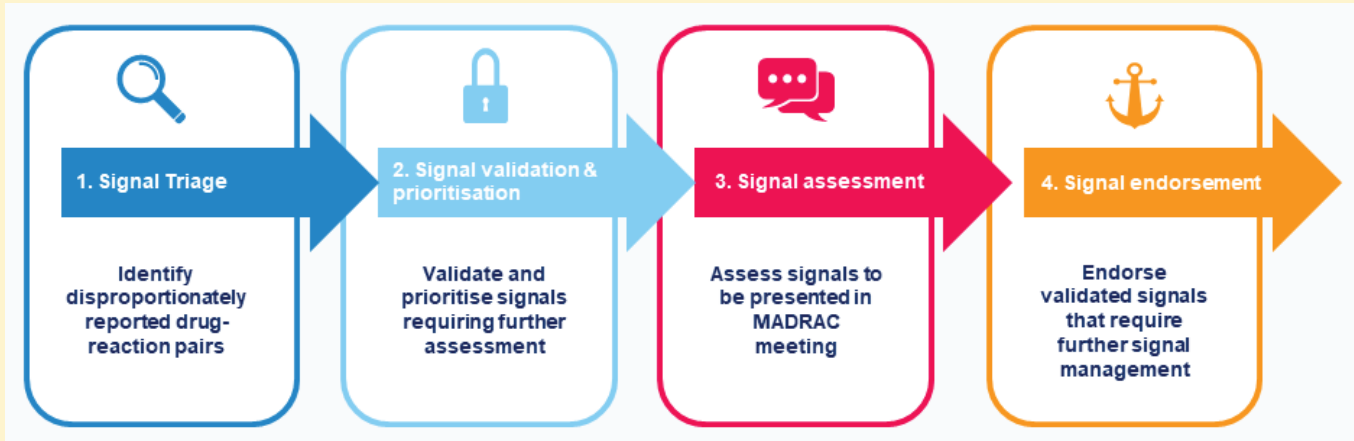 1. Signal Triage
Identify
disproportionately
reported drug-
reaction pairs
2. Signal validation &
prioritisation
Validate and
prioritise signals
requiring further
assessment
3. Signal assessment
Assess signals to
be presented in
MADRAC
meeting
4. Signal endorsement
Endorse
validated signals
that require
further signal
management